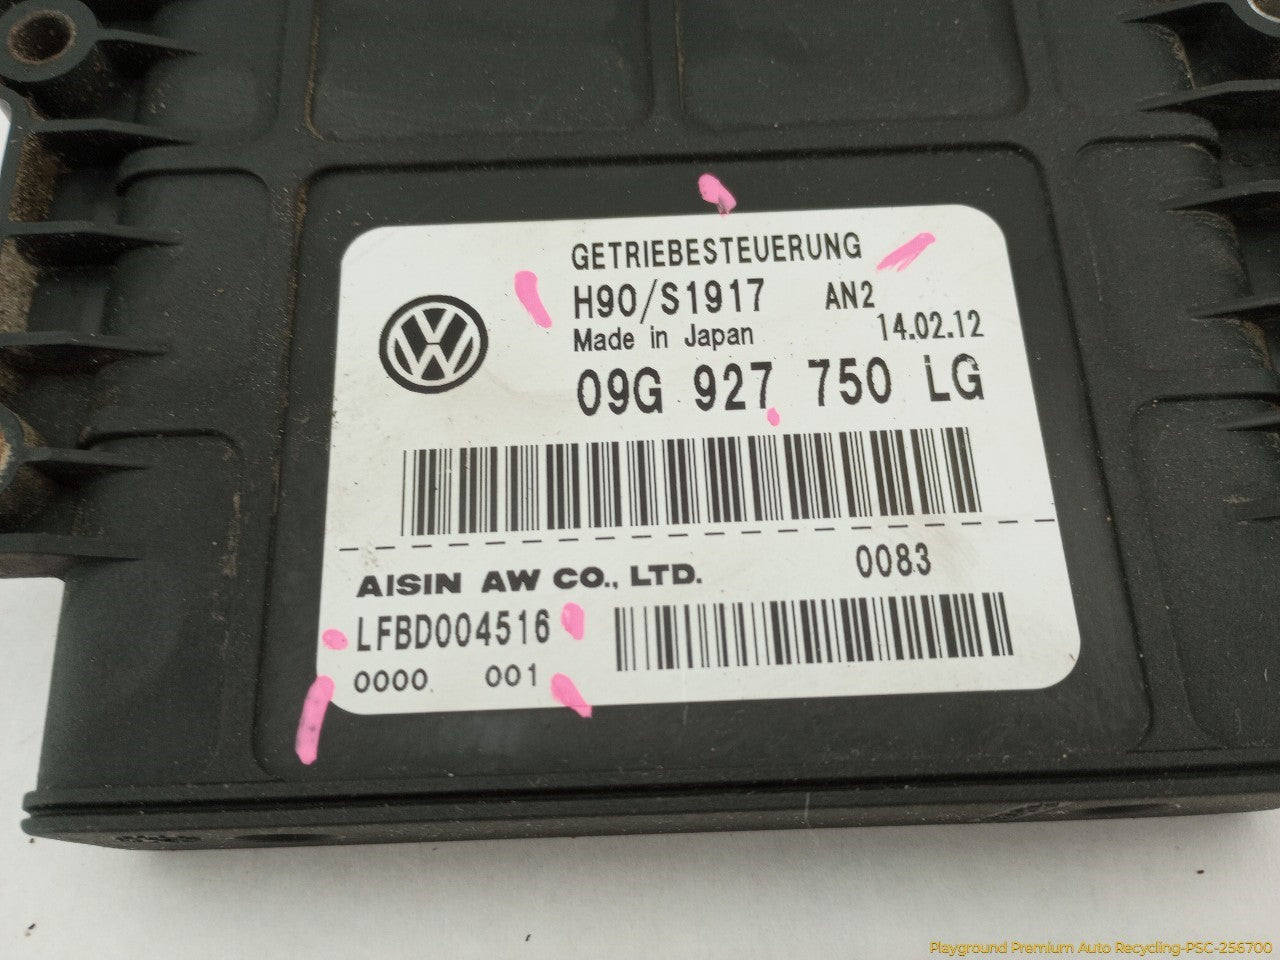 GETRIEBESTEUERUNG
H90/S1917 AN2
Made in Japan 14.02.12
09G 927 750 LG
AISIN AW CO., LTD. 0083
LFBD004516
0000 001
Playground Premium Auto Recycling-PSC-256700